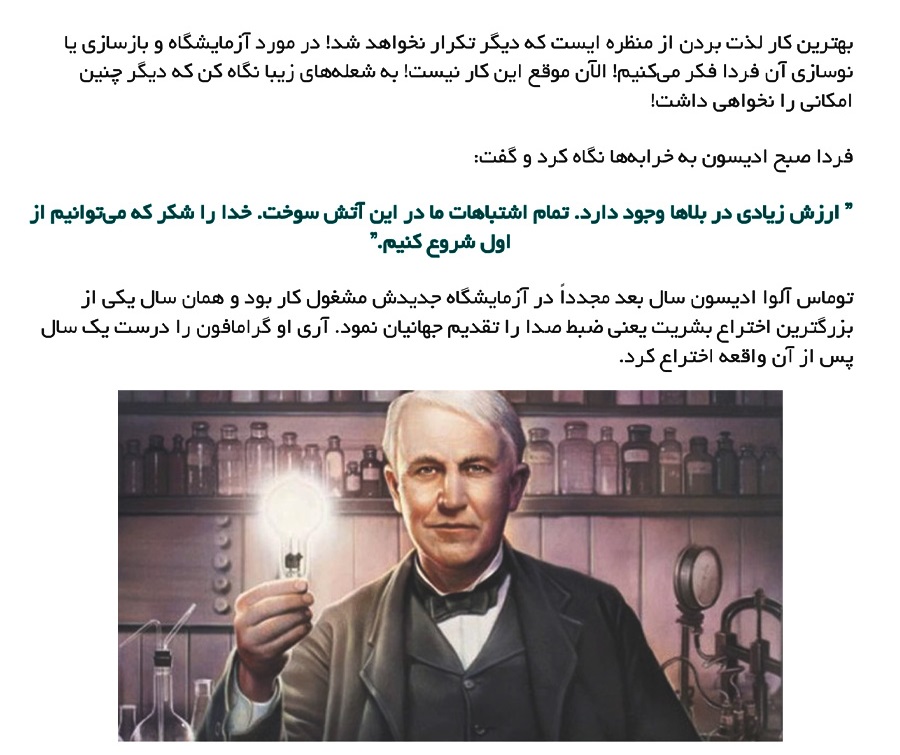 بهترین کار لذت بردن از منظره ایست که دیگر تکرار نخواهد شد! در مورد آزمایشگاه و بازسازی یا
نوسازی آن فردا فکر می‌کنیم! الآن موقع این کار نیست! به شعله‌های زیبا نگاه کن که دیگر چنین
امکانی را نخواهی داشت!
فردا صبح ادیسون به خرابه‌ها نگاه کرد و گفت:
” ارزش زیادی در بلاها وجود دارد. تمام اشتباهات ما در این آتش سوخت. خدا را شکر که می‌توانیم از
اول شروع کنیم.”
توماس آلوا ادیسون سال بعد مجدداً در آزمایشگاه جدیدش مشغول کار بود و همان سال یکی از
بزرگترین اختراع بشریت یعنی ضبط صدا را تقدیم جهانیان نمود. آری او گرامافون را درست یک سال
پس از آن واقعه اختراع کرد.